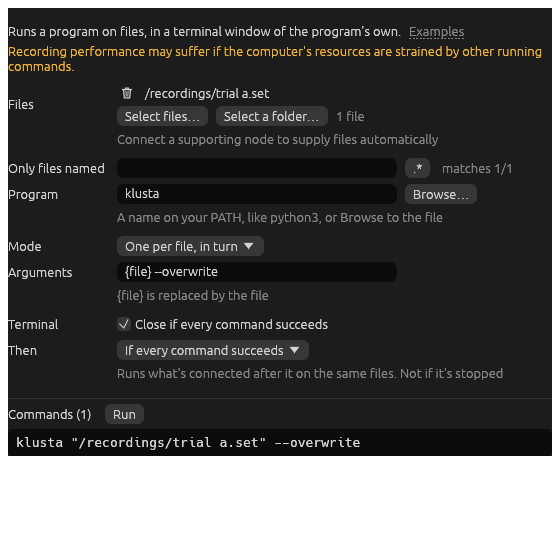 Runs a program on files, in a terminal window of the program's own. Examples
Recording performance may suffer if the computer's resources are strained by other running
commands.
Files
/recordings/trial a.set
Select files… Select a folder… 1 file
Connect a supporting node to supply files automatically
Only files named .* matches 1/1
Program klusta Browse…
A name on your PATH, like python3, or Browse to the file
Mode One per file, in turn
Arguments {file} --overwrite
{file} is replaced by the file
Terminal Close if every command succeeds
Then If every command succeeds
Runs what's connected after it on the same files. Not if it's stopped
Commands (1) Run
klusta "/recordings/trial a.set" --overwrite